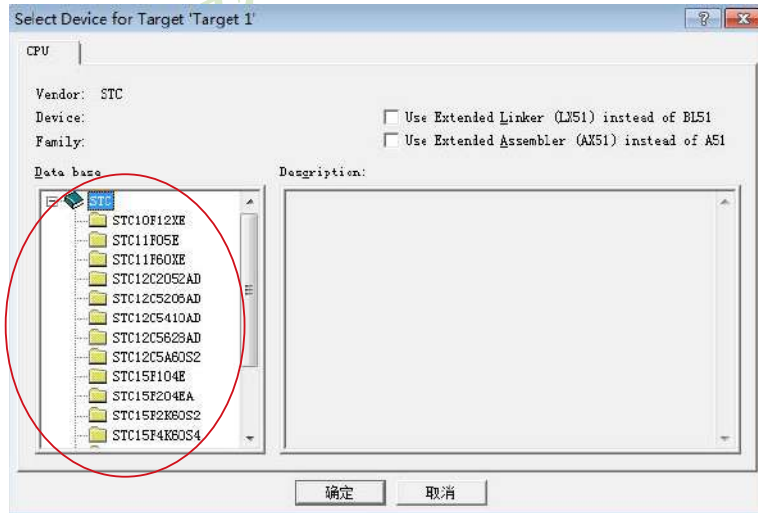 Select Device for Target 'Target 1'
CPU
Vendor: STC
Device:
Family:
Use Extended Linker (LX51) instead of BL51
Use Extended Assembler (AX51) instead of A51
Data base
Description:
STC
STC10F12XE
STC11F05E
STC11F60XE
STC12C2052AD
STC12C5206AD
STC12C5410AD
STC12C5628AD
STC12C5A60S2
STC15F104E
STC15F204EA
STC15F2K60S2
STC15F4K60S4
确定
取消